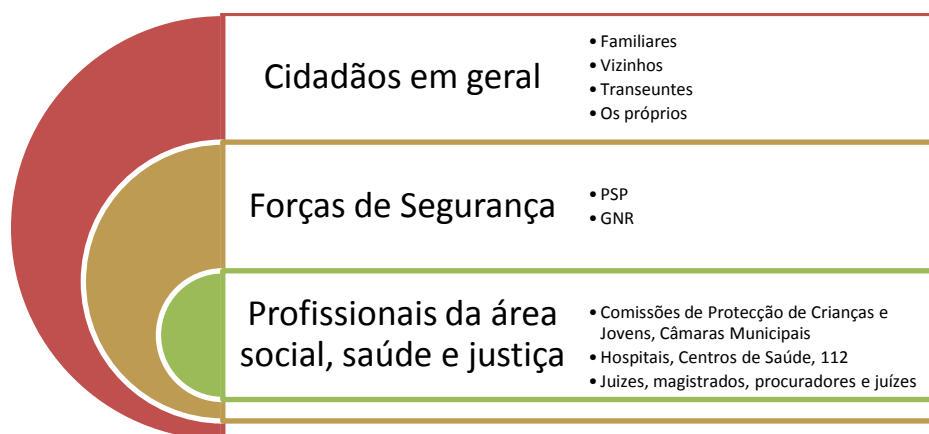 Cidadãos em geral
• Familiares
• Vizinhos
• Transeuntes
• Os próprios
Forças de Segurança
• PSP
• GNR
Profissionais da área
social, saúde e justiça
• Comissões de Protecção de Crianças e
Jovens, Câmaras Municipais
• Hospitais, Centros de Saúde, 112
• Juizes, magistrados, procuradores e juízes